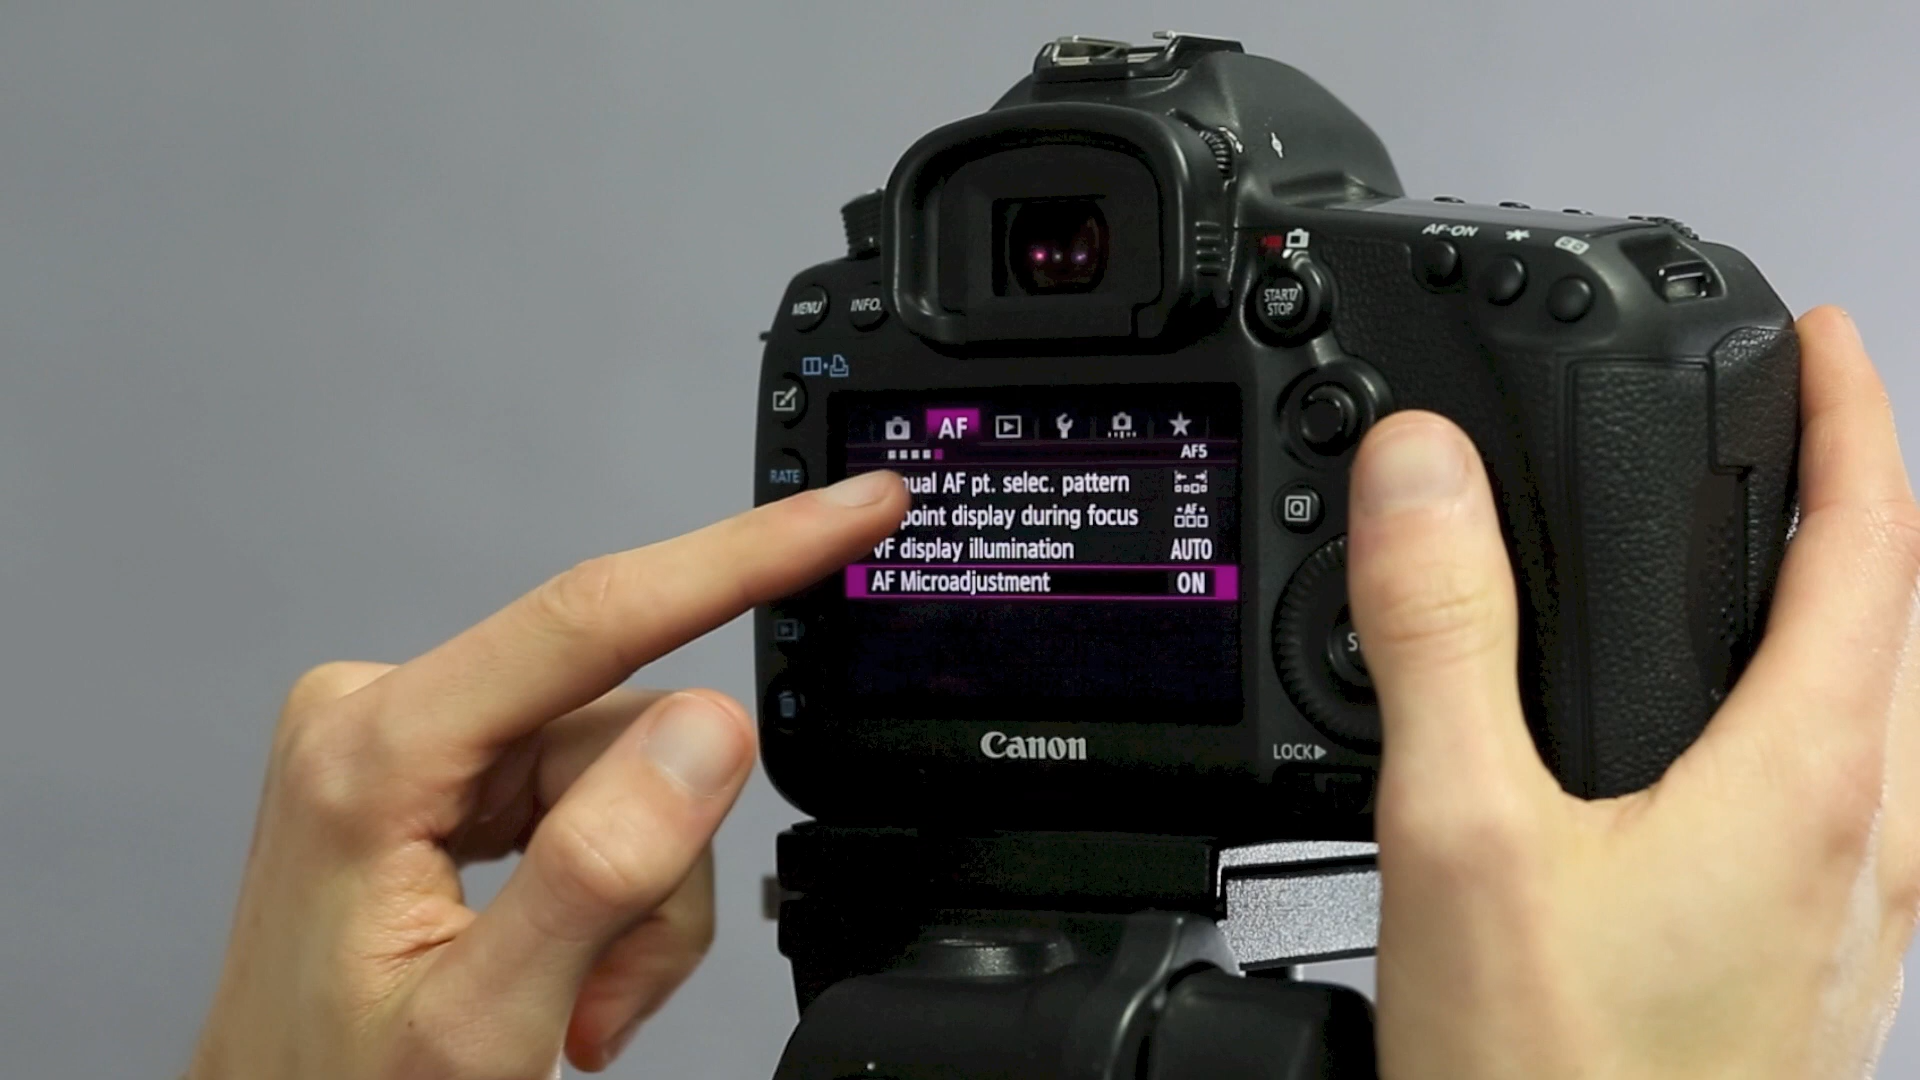 AF-ON
MENU
INFO.
START/
STOP
RATE
AF
AF5
nual AF pt. selec. pattern
point display during focus
VF display illumination AUTO
AF Microadjustment ON
Q
Canon
LOCK